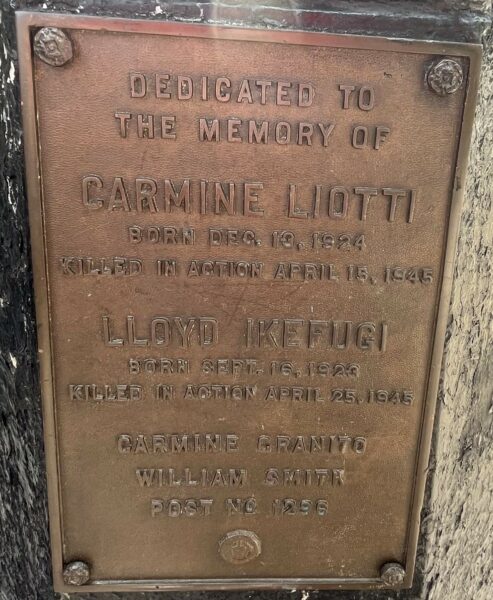 DEDICATED TO
THE MEMORY OF
CARMINE LIOTTI
BORN DEC. 13, 1924
KILLED IN ACTION APRIL 15, 1945
LLOYD IKEFUGI
BORN SEPT. 16, 1923
KILLED IN ACTION APRIL 25, 1945
CARMINE GRANITO
WILLIAM SMITH
POST NO. 1296